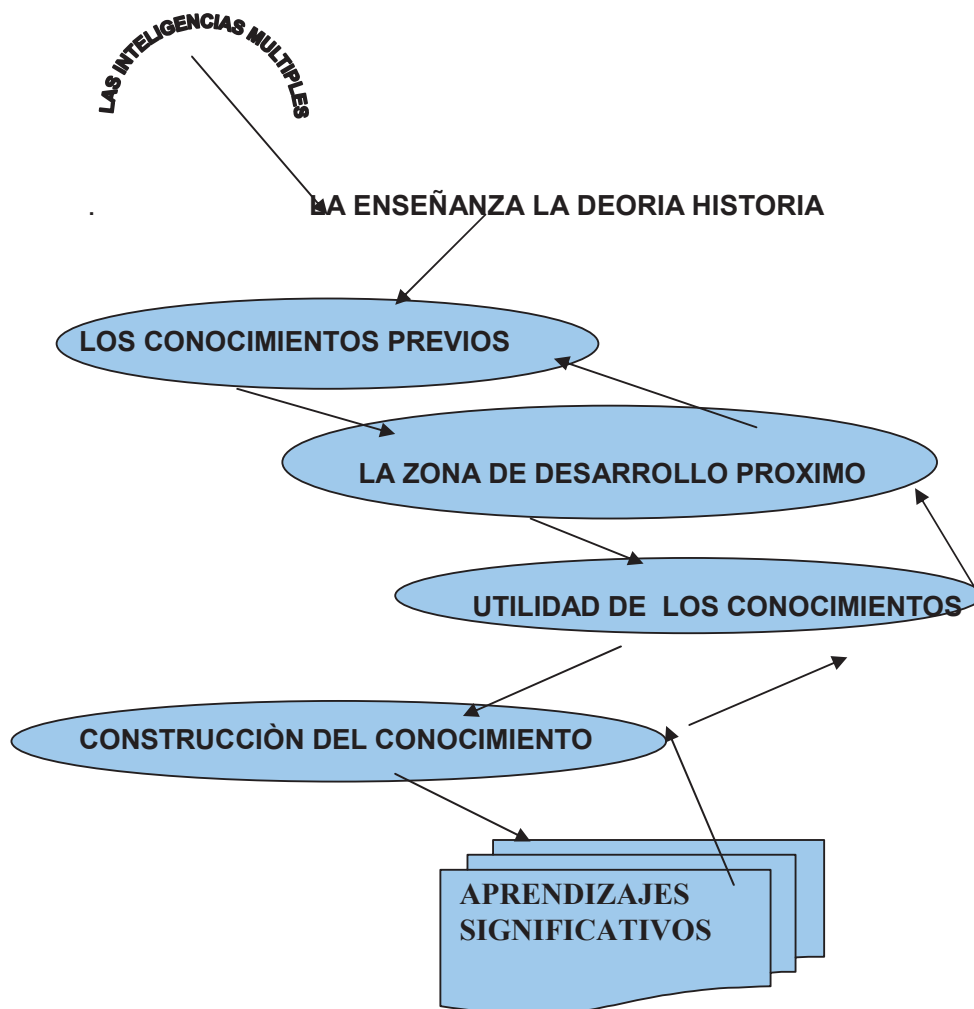 LAS INTELIGENCIAS MULTIPLES
.
LA ENSEÑANZA LA DEORIA HISTORIA
LOS CONOCIMIENTOS PREVIOS
LA ZONA DE DESARROLLO PROXIMO
UTILIDAD DE LOS CONOCIMIENTOS
CONSTRUCCIÒN DEL CONOCIMIENTO
APRENDIZAJES
SIGNIFICATIVOS